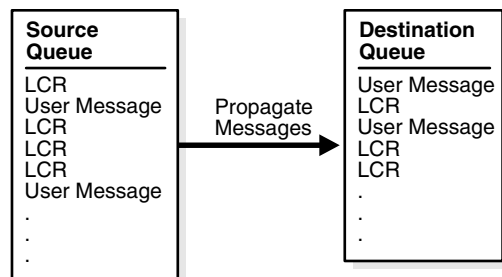 Source
Queue
LCR
User Message
LCR
LCR
LCR
User Message
.
.
.
Propagate
Messages
Destination
Queue
User Message
LCR
User Message
LCR
LCR
.
.
.